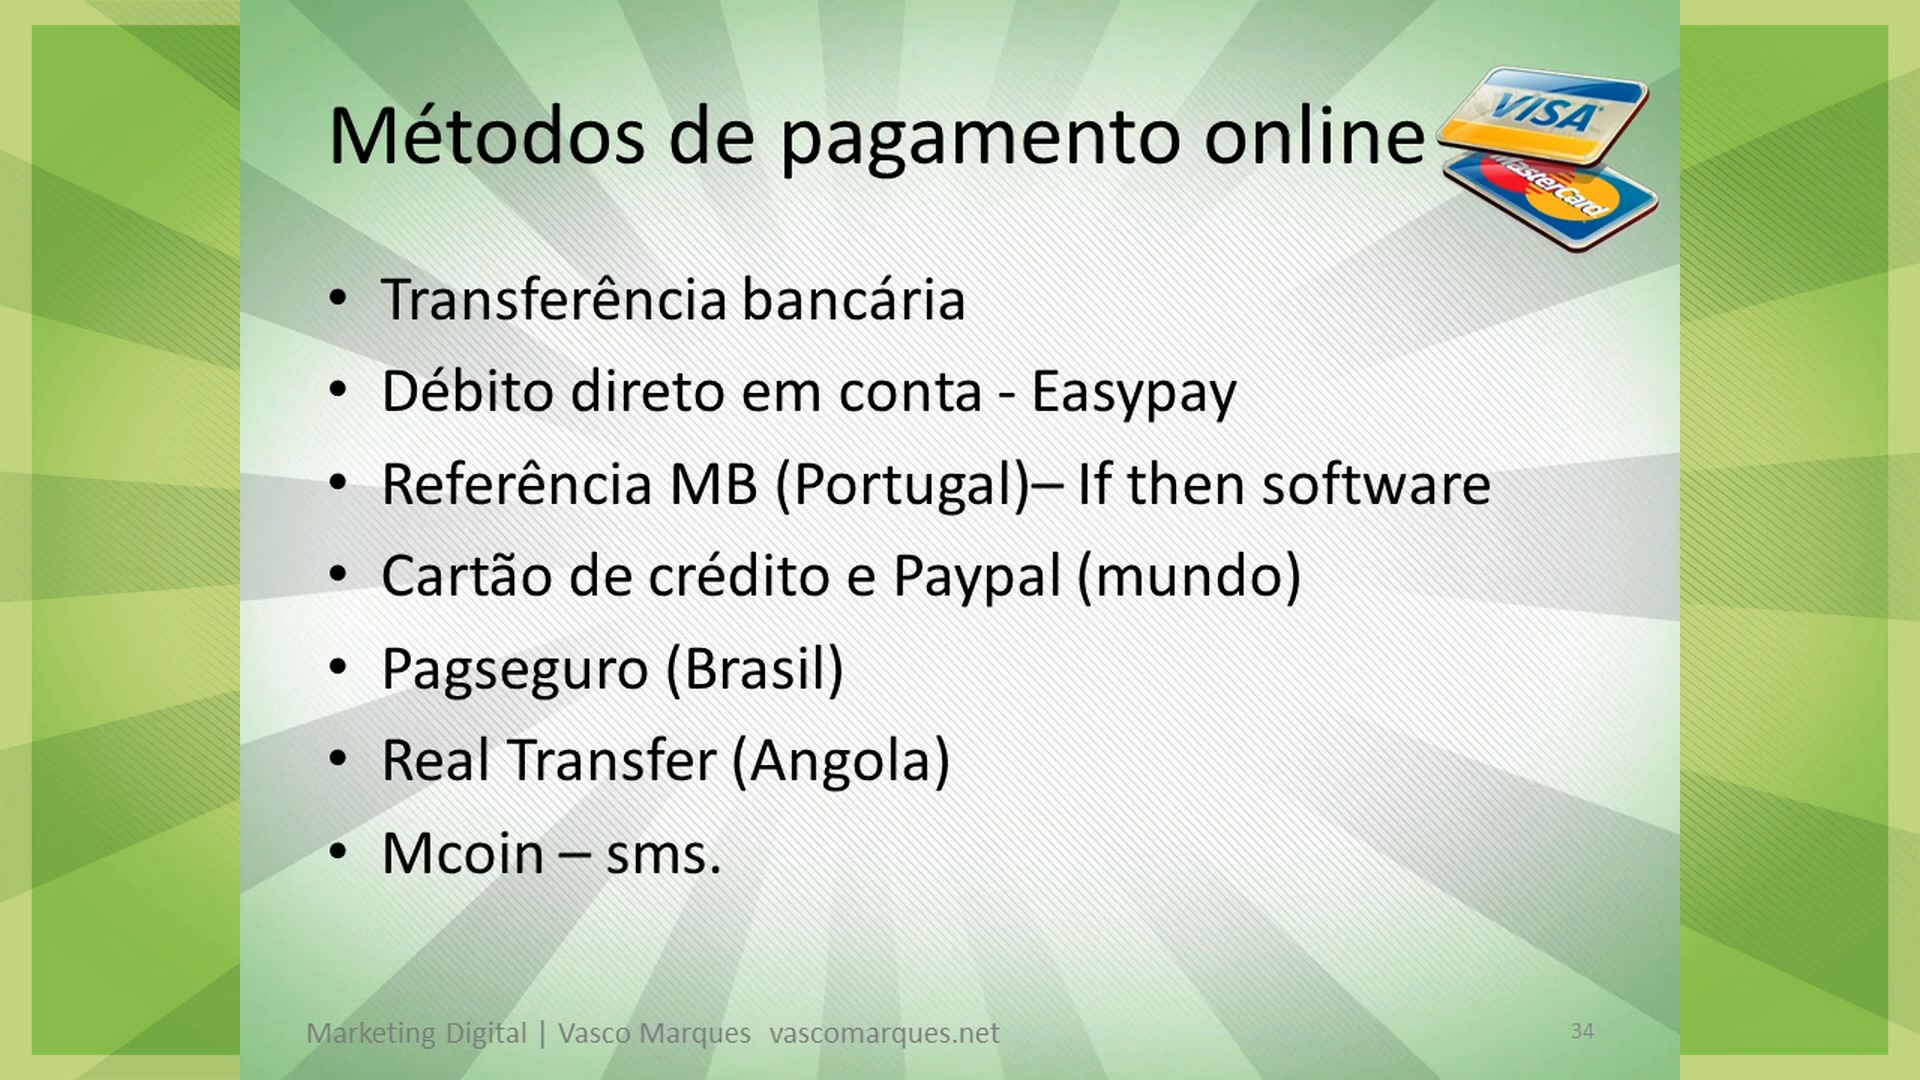 Métodos de pagamento online
VISA
MasterCard
• Transferência bancária
• Débito direto em conta - Easypay
• Referência MB (Portugal)– If then software
• Cartão de crédito e Paypal (mundo)
• Pagseguro (Brasil)
• Real Transfer (Angola)
• Mcoin – sms.
Marketing Digital | Vasco Marques vascomarques.net
34